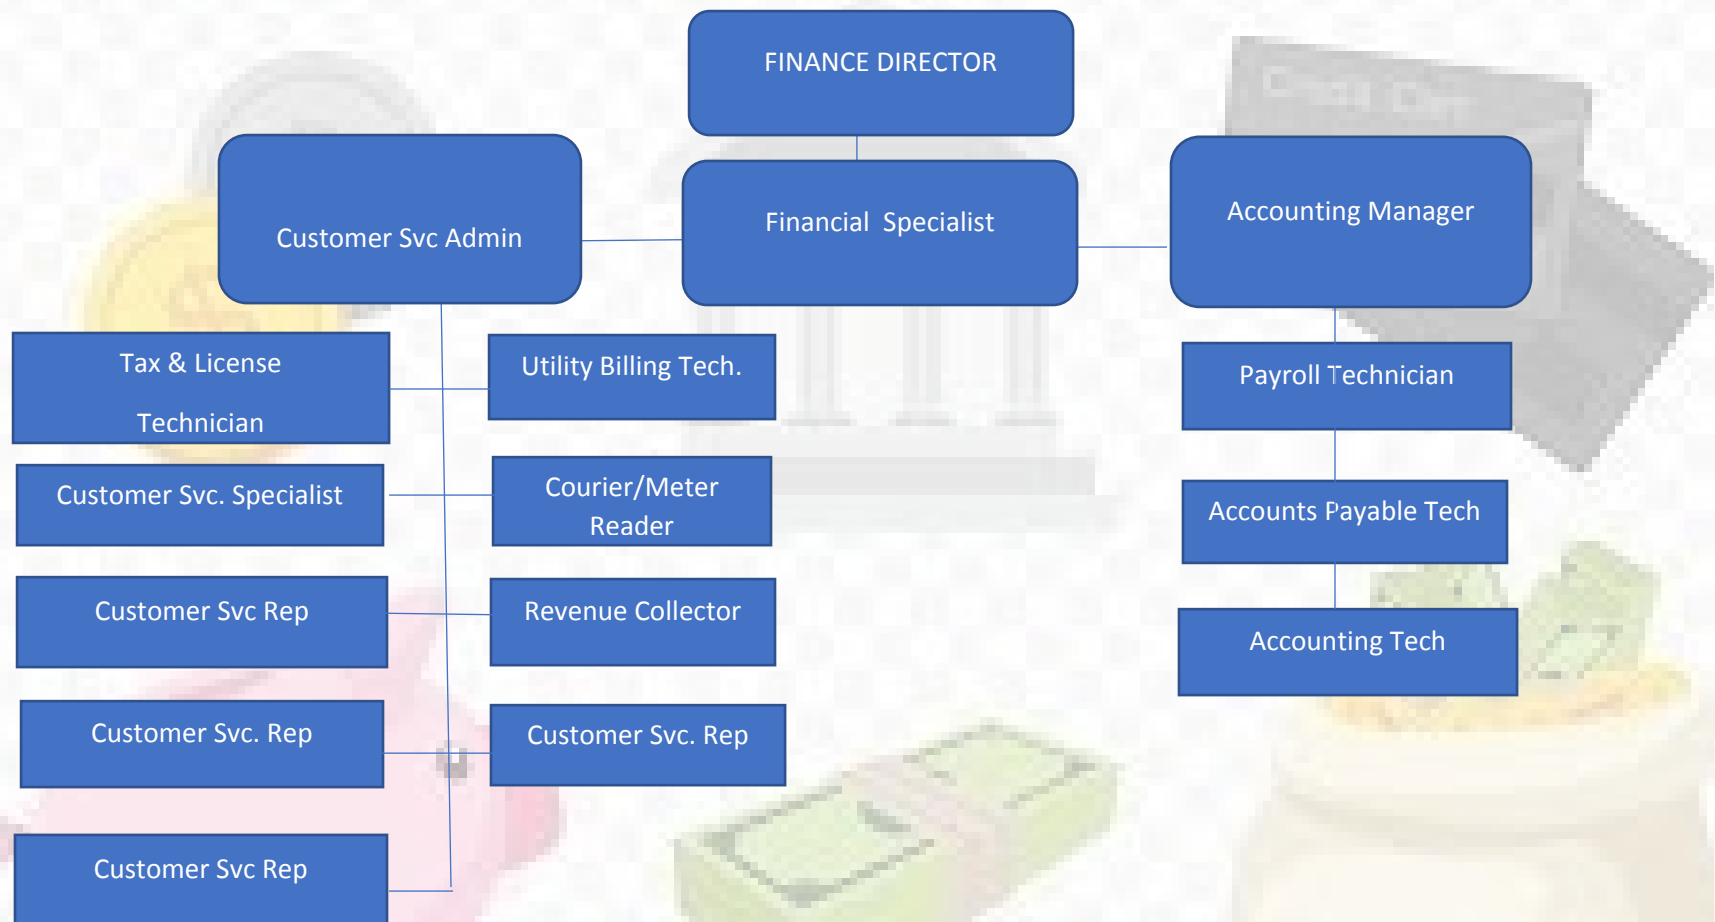 FINANCE DIRECTOR
Customer Svc Admin
Financial Specialist
Accounting Manager
Tax & License
Technician
Utility Billing Tech.
Payroll Technician
Customer Svc. Specialist
Courier/Meter
Reader
Accounts Payable Tech
Customer Svc Rep
Revenue Collector
Accounting Tech
Customer Svc. Rep
Customer Svc. Rep
Customer Svc Rep